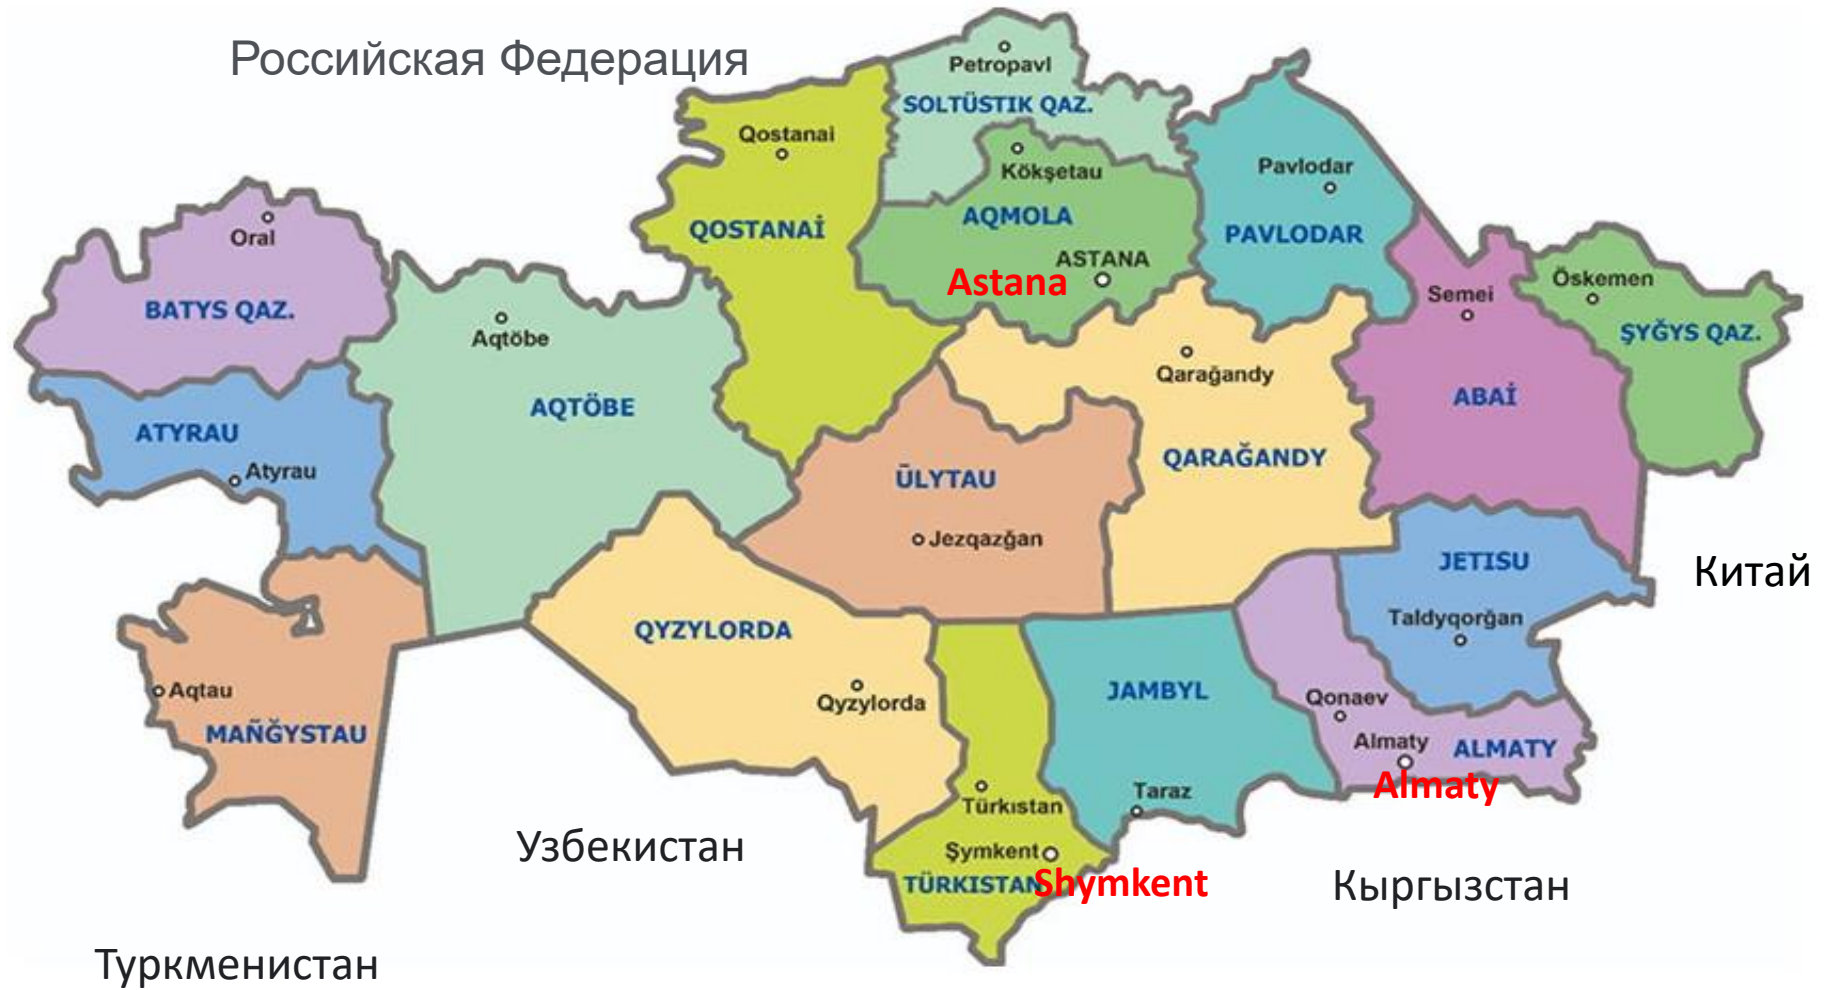 Российская Федерация
Petropavl
SOLTÜSTIK QAZ.
Qostanai
Kökşetau
Pavlodar
QOSTANAİ
AQMOLA
PAVLODAR
Oral
ASTANA
Astana
Öskemen
Semei
BATYS QAZ.
Aqtöbe
ŞYĞYS QAZ.
Qarağandy
AQTÖBE
ABAİ
ATYRAU
Atyrau
ŪLYTAU
QARAĞANDY
Jezqazğan
JETISU
Китай
Taldyqorğan
QYZYLORDA
Aqtau
JAMBYL
Qonaev
Qyzylorda
MAÑĞYSTAU
Almaty
ALMATY
Almaty
Türkıstan
Taraz
Узбекистан
Şymkent
TÜRKISTAN
Shymkent
Кыргызстан
Туркменистан